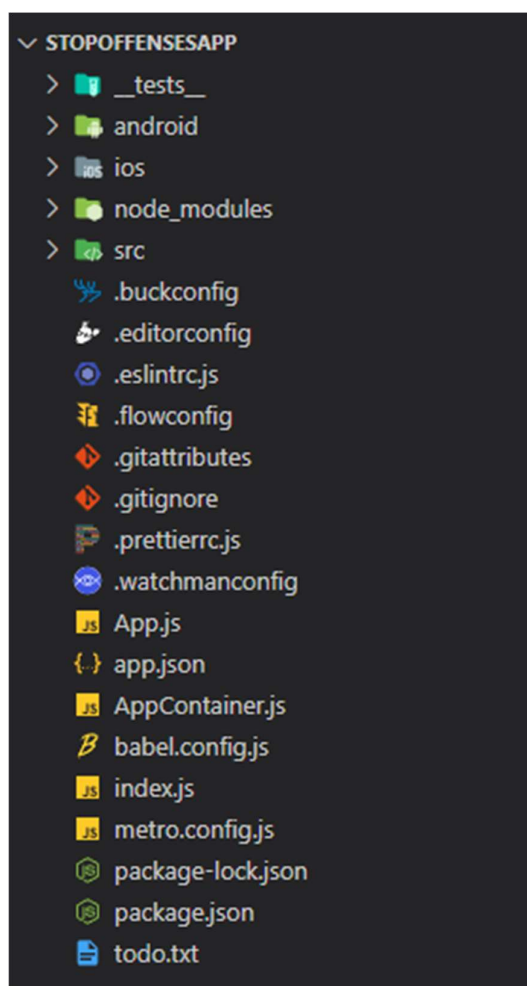 STOPOFFENSESAPP
__tests__
android
ios
node_modules
src
.buckconfig
.editorconfig
.eslintrc.js
.flowconfig
.gitattributes
.gitignore
.prettierrc.js
.watchmanconfig
App.js
app.json
AppContainer.js
babel.config.js
index.js
metro.config.js
package-lock.json
package.json
todo.txt